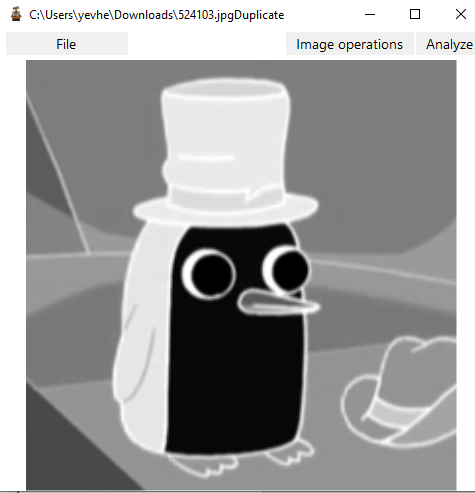 C:\Users\yevhe\Downloads\524103.jpgDuplicate
File Image operations Analyze